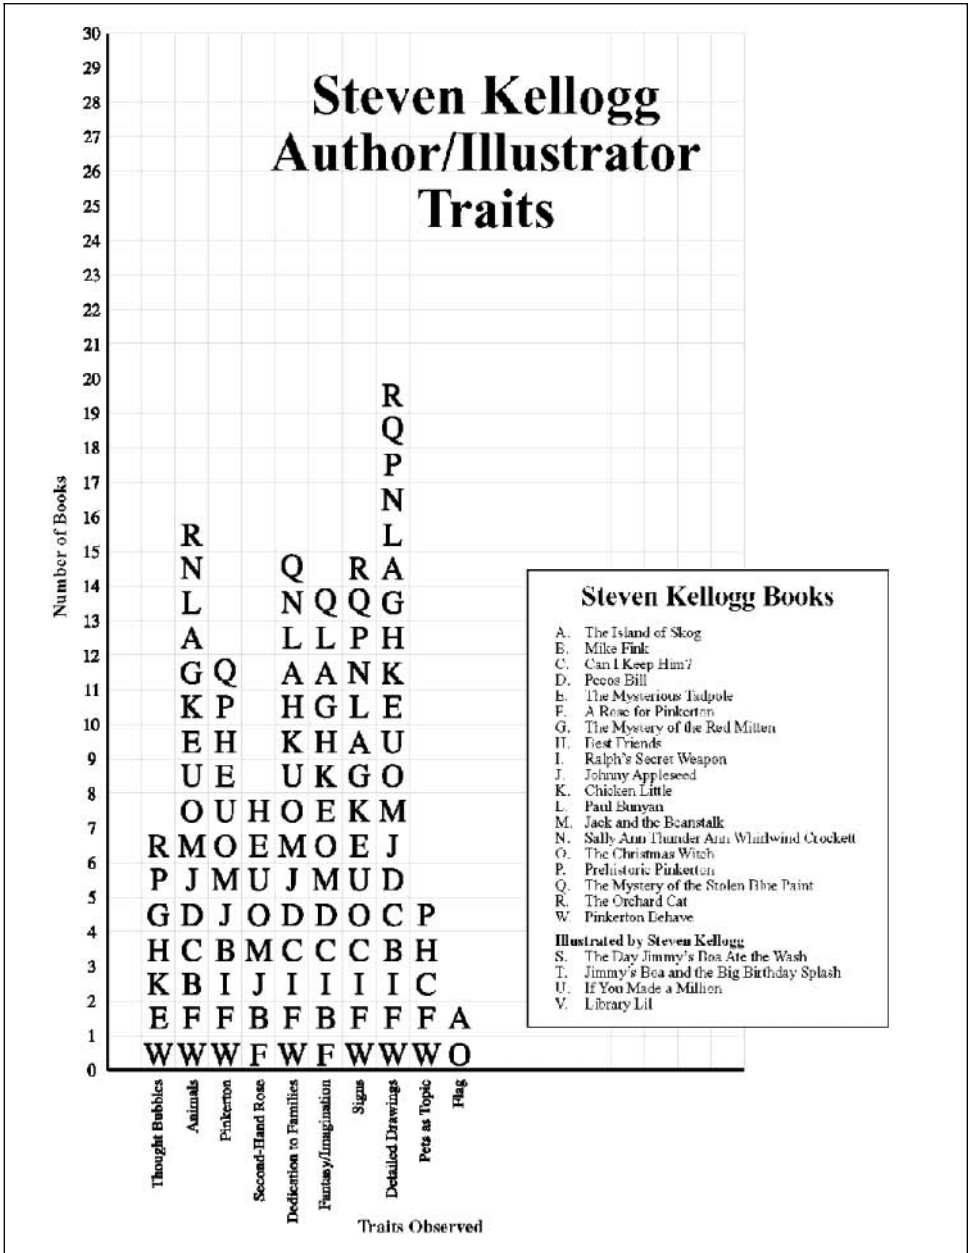 30
29
28
27
26
25
24
23
22
21
Steven Kellogg
Author/Illustrator
Traits
20
R
19
Q
18
P
17
N
16
R L
15
N Q R A
14
L N Q Q G
13
A L L P H
12
G Q A A N K
11
K P H G L E
10
E H K H A U
9
U E U K G O
8
O U H O E K M
7
R M O E M O E J
6
P J M U J M U D
5
G D J O D D O C P
4
H C B M C C C B H
3
K B I J I I I I C
2
E F F B F B F F F A
1
W W W F W F W W W O
0
Number of Books
Thought Bubbles
Animals
Pinkerton
Second-Hand Rose
Dedication to Families
Fantasy/Imagination
Signs
Detailed Drawings
Pets as Topic
Flag
Traits Observed
Steven Kellogg Books
A. The Island of Skog
B. Mike Fink
C. Can I Keep Him?
D. Pecos Bill
E. The Mysterious Tadpole
F. A Rose for Pinkerton
G. The Mystery of the Red Mitten
H. Best Friends
I. Ralph's Secret Weapon
J. Johnny Appleseed
K. Chicken Little
L. Paul Bunyan
M. Jack and the Beanstalk
N. Sally Ann Thunder Ann Whirlwind Crockett
O. The Christmas Witch
P. Prehistoric Pinkerton
Q. The Mystery of the Stolen Blue Paint
R. The Orchard Cat
W. Pinkerton Behave
Illustrated by Steven Kellogg
S. The Day Jimmy's Boa Ate the Wash
T. Jimmy's Boa and the Big Birthday Splash
U. If You Made a Million
V. Library Lil